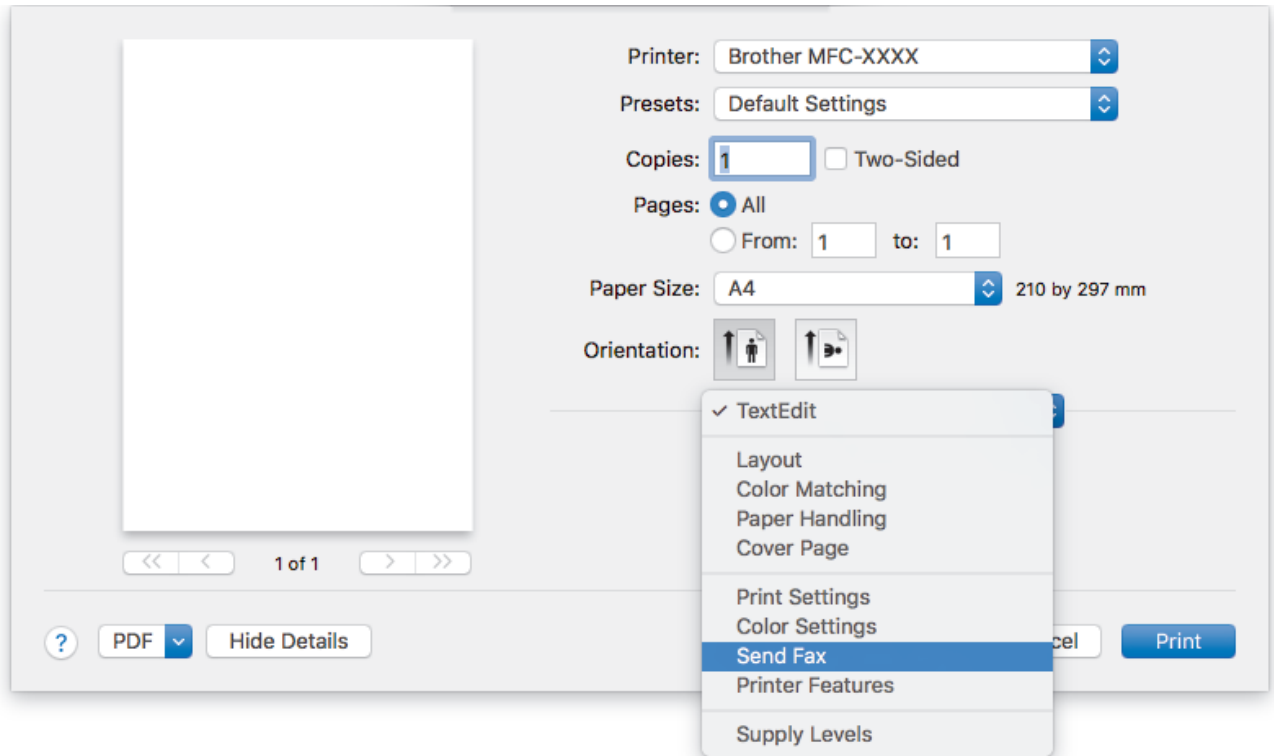 Printer: Brother MFC-XXXX
Presets: Default Settings
Copies: 1 Two-Sided
Pages: All
From: 1 to: 1
Paper Size: A4 210 by 297 mm
Orientation:
✓ TextEdit
Layout
Color Matching
Paper Handling
Cover Page
1 of 1
Print Settings
Color Settings
Send Fax
Printer Features
Supply Levels
? PDF Hide Details cel Print